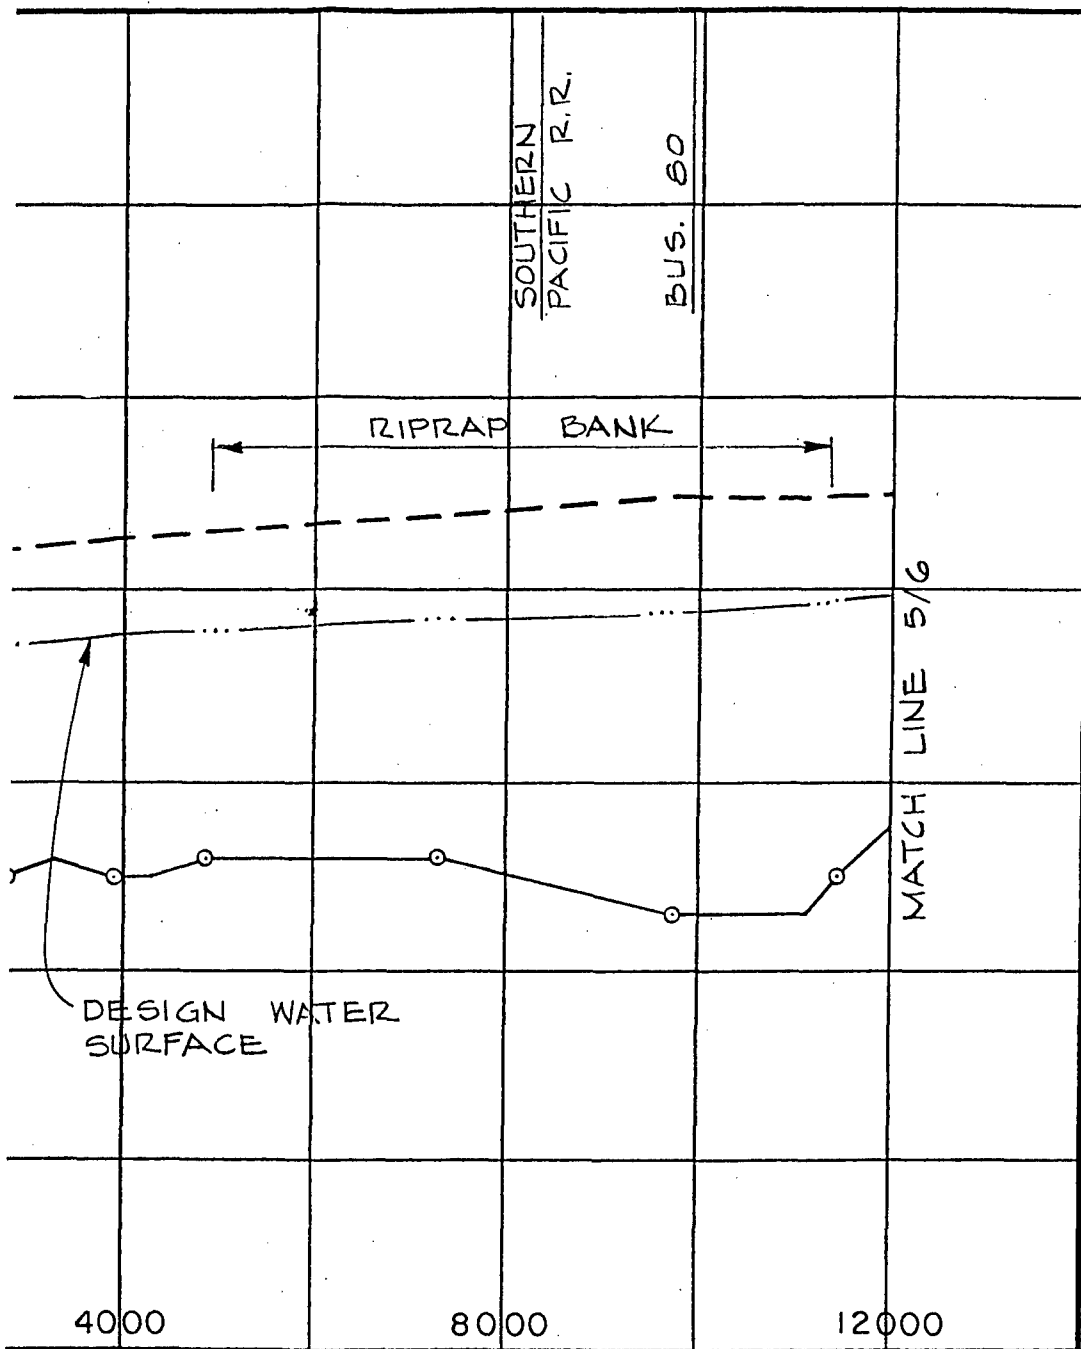 SOUTHERN
PACIFIC R.R.
BUS. 80
RIPRAP BANK
MATCH LINE 5/6
DESIGN WATER
SURFACE
4000
8000
12000